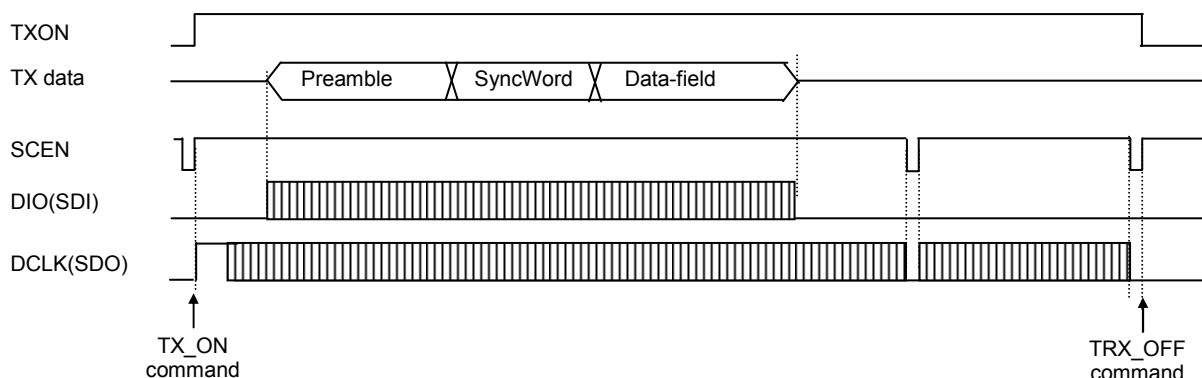 TXON
TX data
Preamble
SyncWord
Data-field
SCEN
DIO(SDI)
DCLK(SDO)
TX_ON
command
TRX_OFF
command